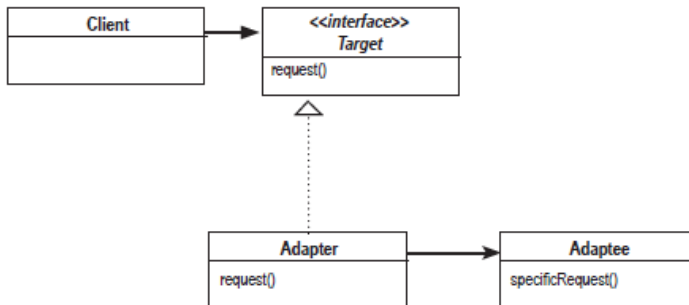 Client
<<interface>>
Target
request()
Adapter
request()
Adaptee
specificRequest()